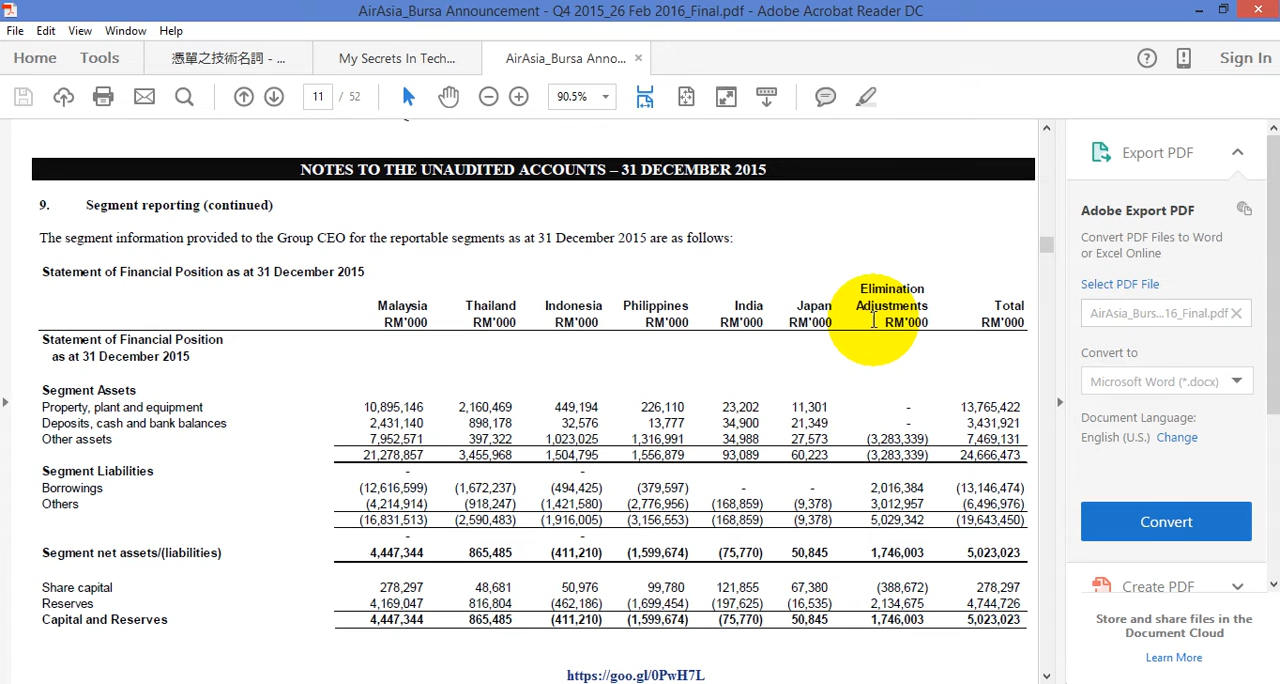 AirAsia_Bursa Announcement - Q4 2015_26 Feb 2016_Final.pdf - Adobe Acrobat Reader DC
File Edit View Window Help
Home Tools 憑單之技術名詞 - ... My Secrets In Tech... AirAsia_Bursa Anno... × Sign In
11 / 52 90.5%
NOTES TO THE UNAUDITED ACCOUNTS – 31 DECEMBER 2015
9. Segment reporting (continued)
The segment information provided to the Group CEO for the reportable segments as at 31 December 2015 are as follows:
Statement of Financial Position as at 31 December 2015
Elimination
Malaysia Thailand Indonesia Philippines India Japan Adjustments Total
RM'000 RM'000 RM'000 RM'000 RM'000 RM'000 RM'000 RM'000
Statement of Financial Position
as at 31 December 2015
Segment Assets
Property, plant and equipment 10,895,146 2,160,469 449,194 226,110 23,202 11,301 - 13,765,422
Deposits, cash and bank balances 2,431,140 898,178 32,576 13,777 34,900 21,349 - 3,431,921
Other assets 7,952,571 397,322 1,023,025 1,316,991 34,988 27,573 (3,283,339) 7,469,131
21,278,857 3,455,968 1,504,795 1,556,879 93,089 60,223 (3,283,339) 24,666,473
Segment Liabilities - -
Borrowings (12,616,599) (1,672,237) (494,425) (379,597) - - 2,016,384 (13,146,474)
Others (4,214,914) (918,247) (1,421,580) (2,776,956) (168,859) (9,378) 3,012,957 (6,496,976)
(16,831,513) (2,590,483) (1,916,005) (3,156,553) (168,859) (9,378) 5,029,342 (19,643,450)
- -
Segment net assets/(liabilities) 4,447,344 865,485 (411,210) (1,599,674) (75,770) 50,845 1,746,003 5,023,023
Share capital 278,297 48,681 50,976 99,780 121,855 67,380 (388,672) 278,297
Reserves 4,169,047 816,804 (462,186) (1,699,454) (197,625) (16,535) 2,134,675 4,744,726
Capital and Reserves 4,447,344 865,485 (411,210) (1,599,674) (75,770) 50,845 1,746,003 5,023,023
https://goo.gl/0PwH7L
Export PDF
Adobe Export PDF
Convert PDF Files to Word
or Excel Online
Select PDF File
AirAsia_Burs...16_Final.pdf ×
Convert to
Microsoft Word (*.docx)
Document Language:
English (U.S.) Change
Convert
Create PDF
Store and share files in the
Document Cloud
Learn More